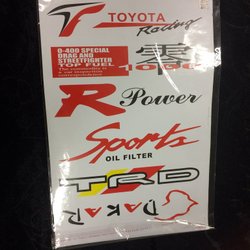 TOYOTA
Racing
0-400 SPECIAL
DRAG AND
STREETFIGHTER
TOP FUEL
零
R Power
Sports
OIL FILTER
TRD
DAKAR